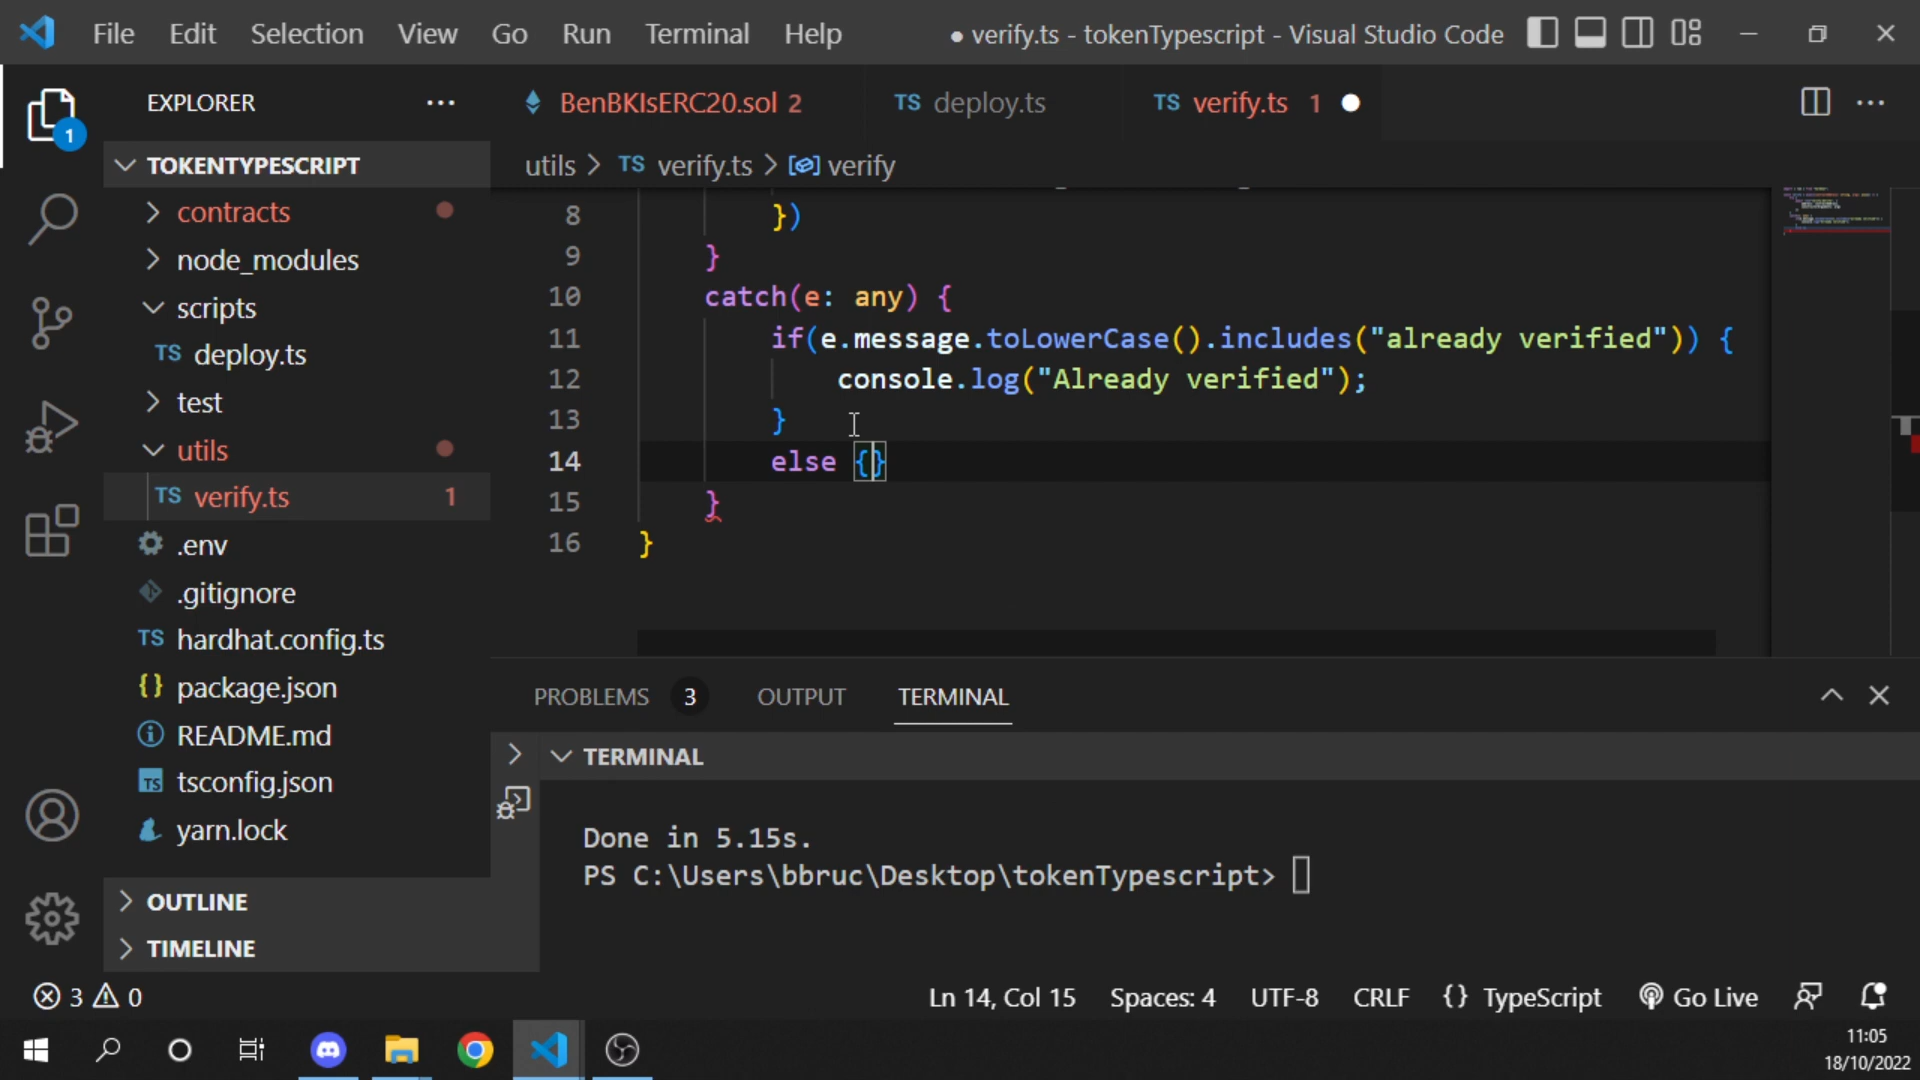 File Edit Selection View Go Run Terminal Help ● verify.ts - tokenTypescript - Visual Studio Code
EXPLORER ···
BenBKIsERC20.sol 2 TS deploy.ts TS verify.ts 1
1
TOKENTYPESCRIPT
utils > TS verify.ts > verify
contracts
node_modules
scripts
TS deploy.ts
test
utils
TS verify.ts 1
.env
.gitignore
TS hardhat.config.ts
{} package.json
README.md
TS tsconfig.json
yarn.lock
OUTLINE
TIMELINE
8 })
9 }
10 catch(e: any) {
11 if(e.message.toLowerCase().includes("already verified")) {
12 console.log("Already verified");
13 }
14 else {}
15 }
16 }
PROBLEMS 3 OUTPUT TERMINAL
TERMINAL
Done in 5.15s.
PS C:\Users\bbruc\Desktop\tokenTypescript>
3 0 Ln 14, Col 15 Spaces: 4 UTF-8 CRLF {} TypeScript Go Live
11:05
18/10/2022